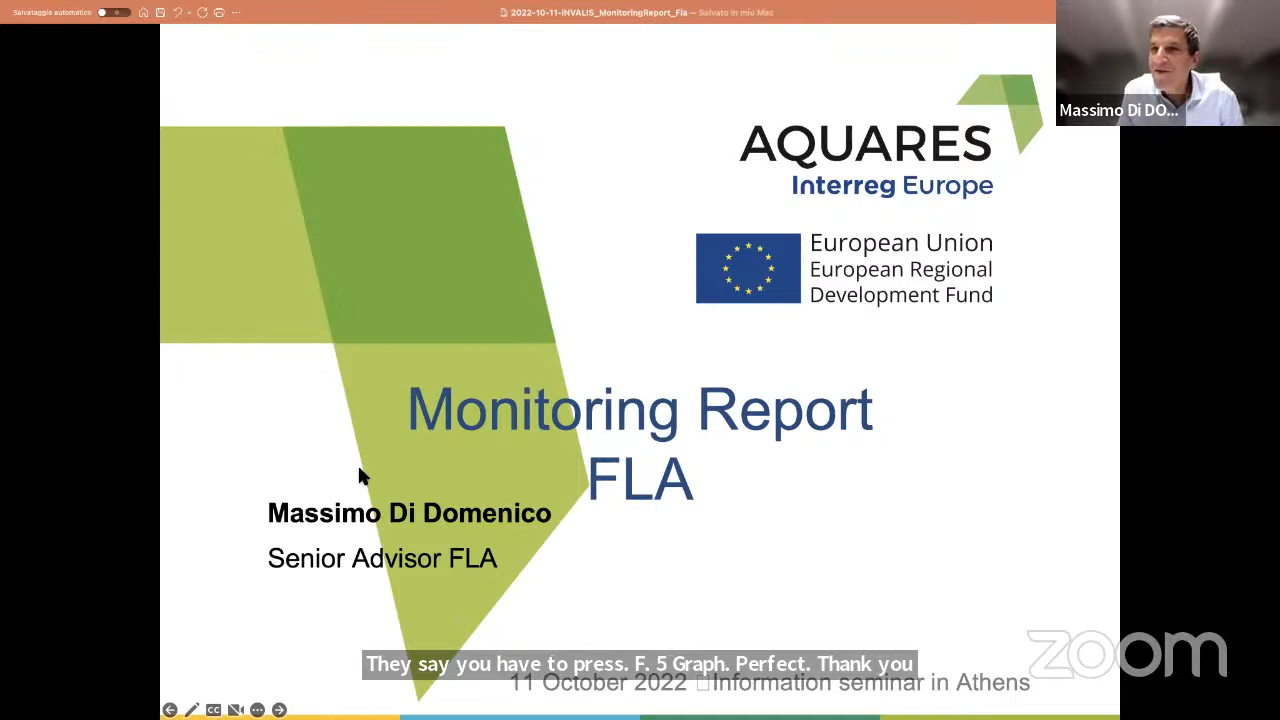 Salvataggio automatico
2022-10-11-INVALIS_MonitoringReport_Fla — Salvato in mio Mac
Massimo Di DO...
AQUARES
Interreg Europe
European Union
European Regional
Development Fund
Monitoring Report
FLA
Massimo Di Domenico
Senior Advisor FLA
They say you have to press. F. 5 Graph. Perfect. Thank you
11 October 2022 Information seminar in Athens
zoom
CC